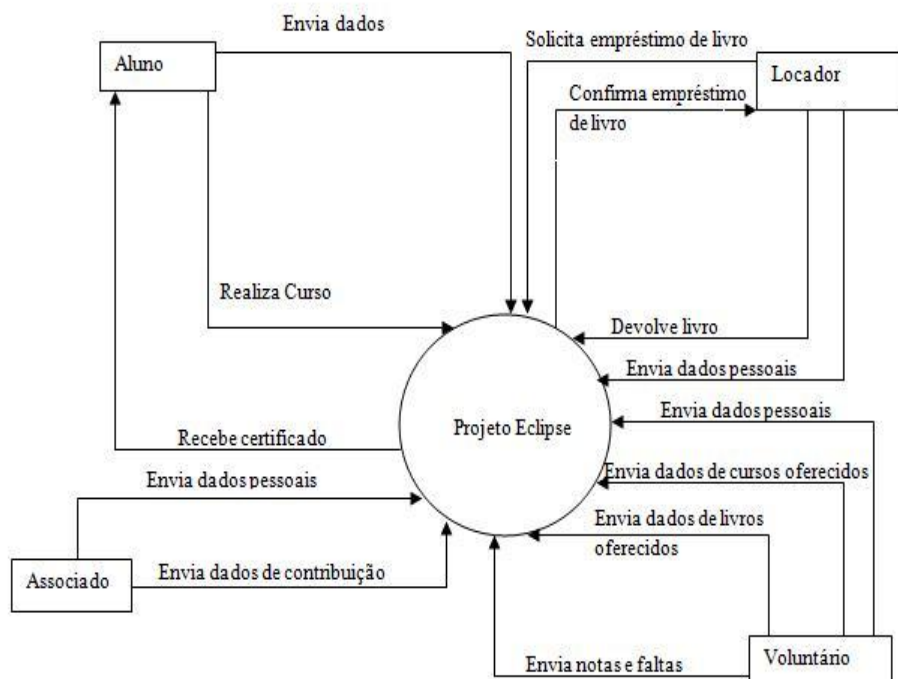 Envia dados
Solicita empréstimo de livro
Aluno
Locador
Confirma empréstimo
de livro
Realiza Curso
Devolve livro
Envia dados pessoais
Envia dados pessoais
Projeto Eclipse
Recebe certificado
Envia dados de cursos oferecidos
Envia dados pessoais
Envia dados de livros
oferecidos
Associado
Envia dados de contribuição
Envia notas e faltas
Voluntário